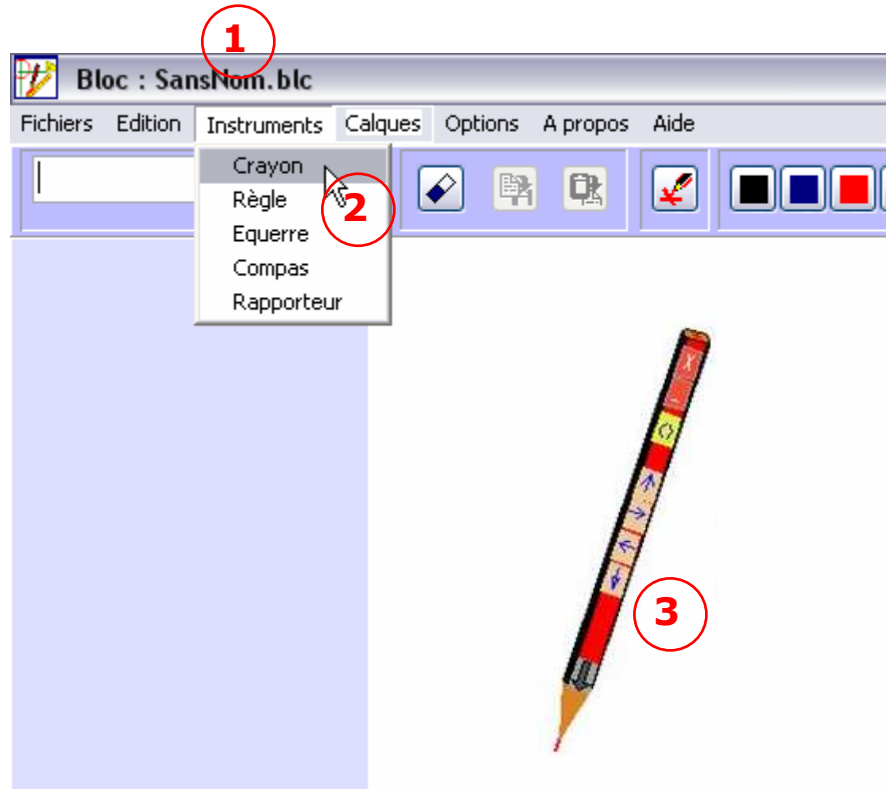 1
Bloc : SansNom.blc
Fichiers Edition Instruments Calques Options A propos Aide
Crayon
Règle
2
Equerre
Compas
Rapporteur
X
3